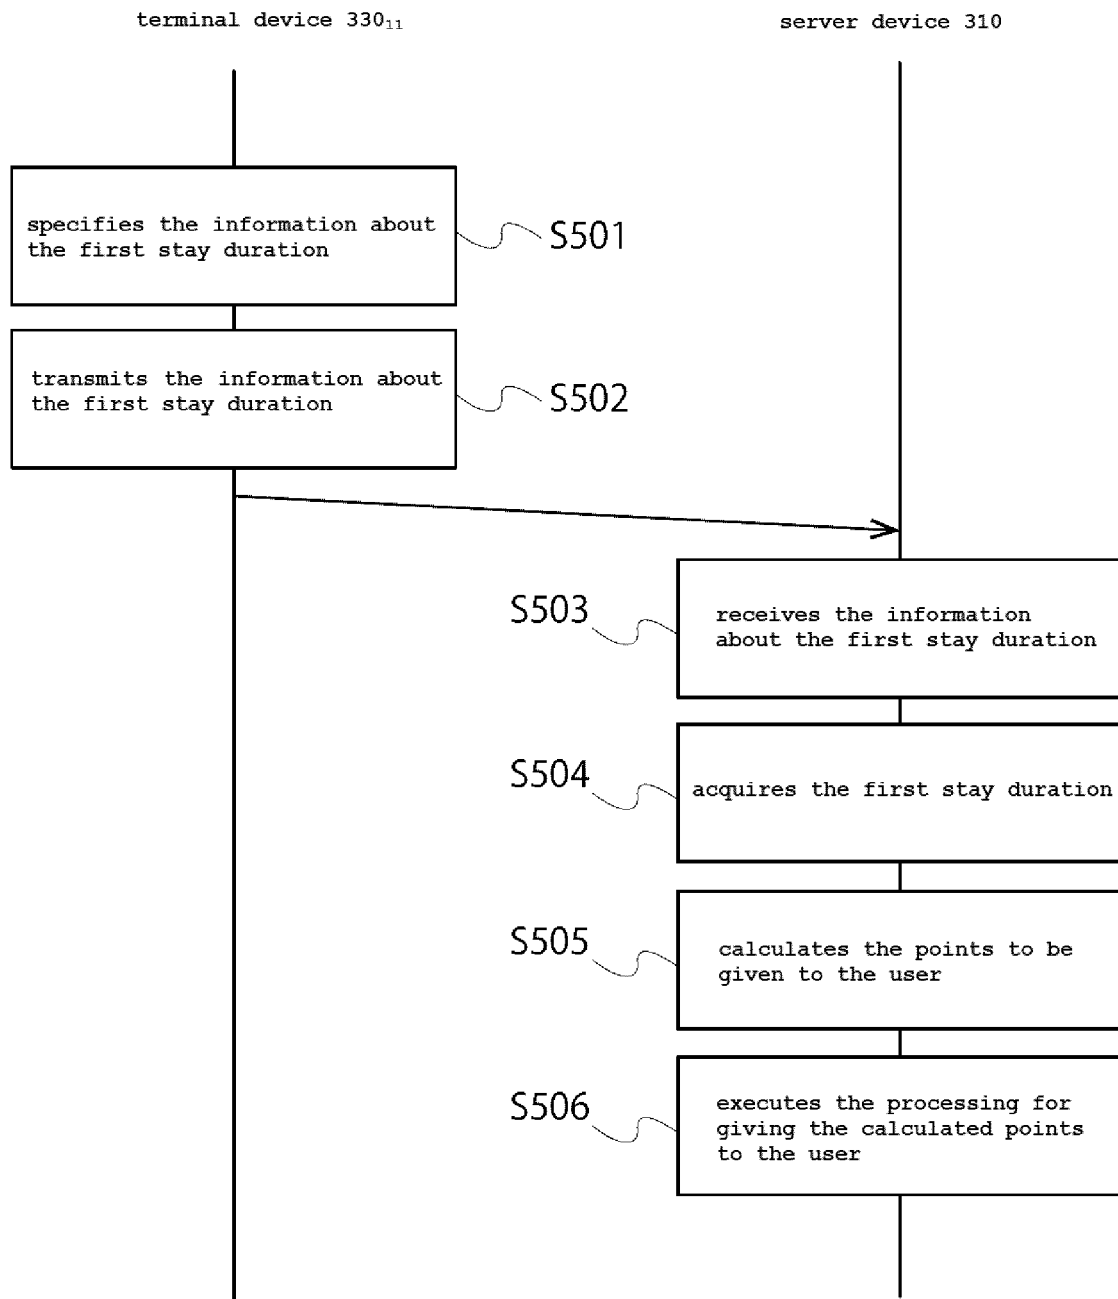 terminal device 330₁₁
server device 310
specifies the information about
the first stay duration
S501
transmits the information about
the first stay duration
S502
S503
receives the information
about the first stay duration
S504
acquires the first stay duration
S505
calculates the points to be
given to the user
S506
executes the processing for
giving the calculated points
to the user